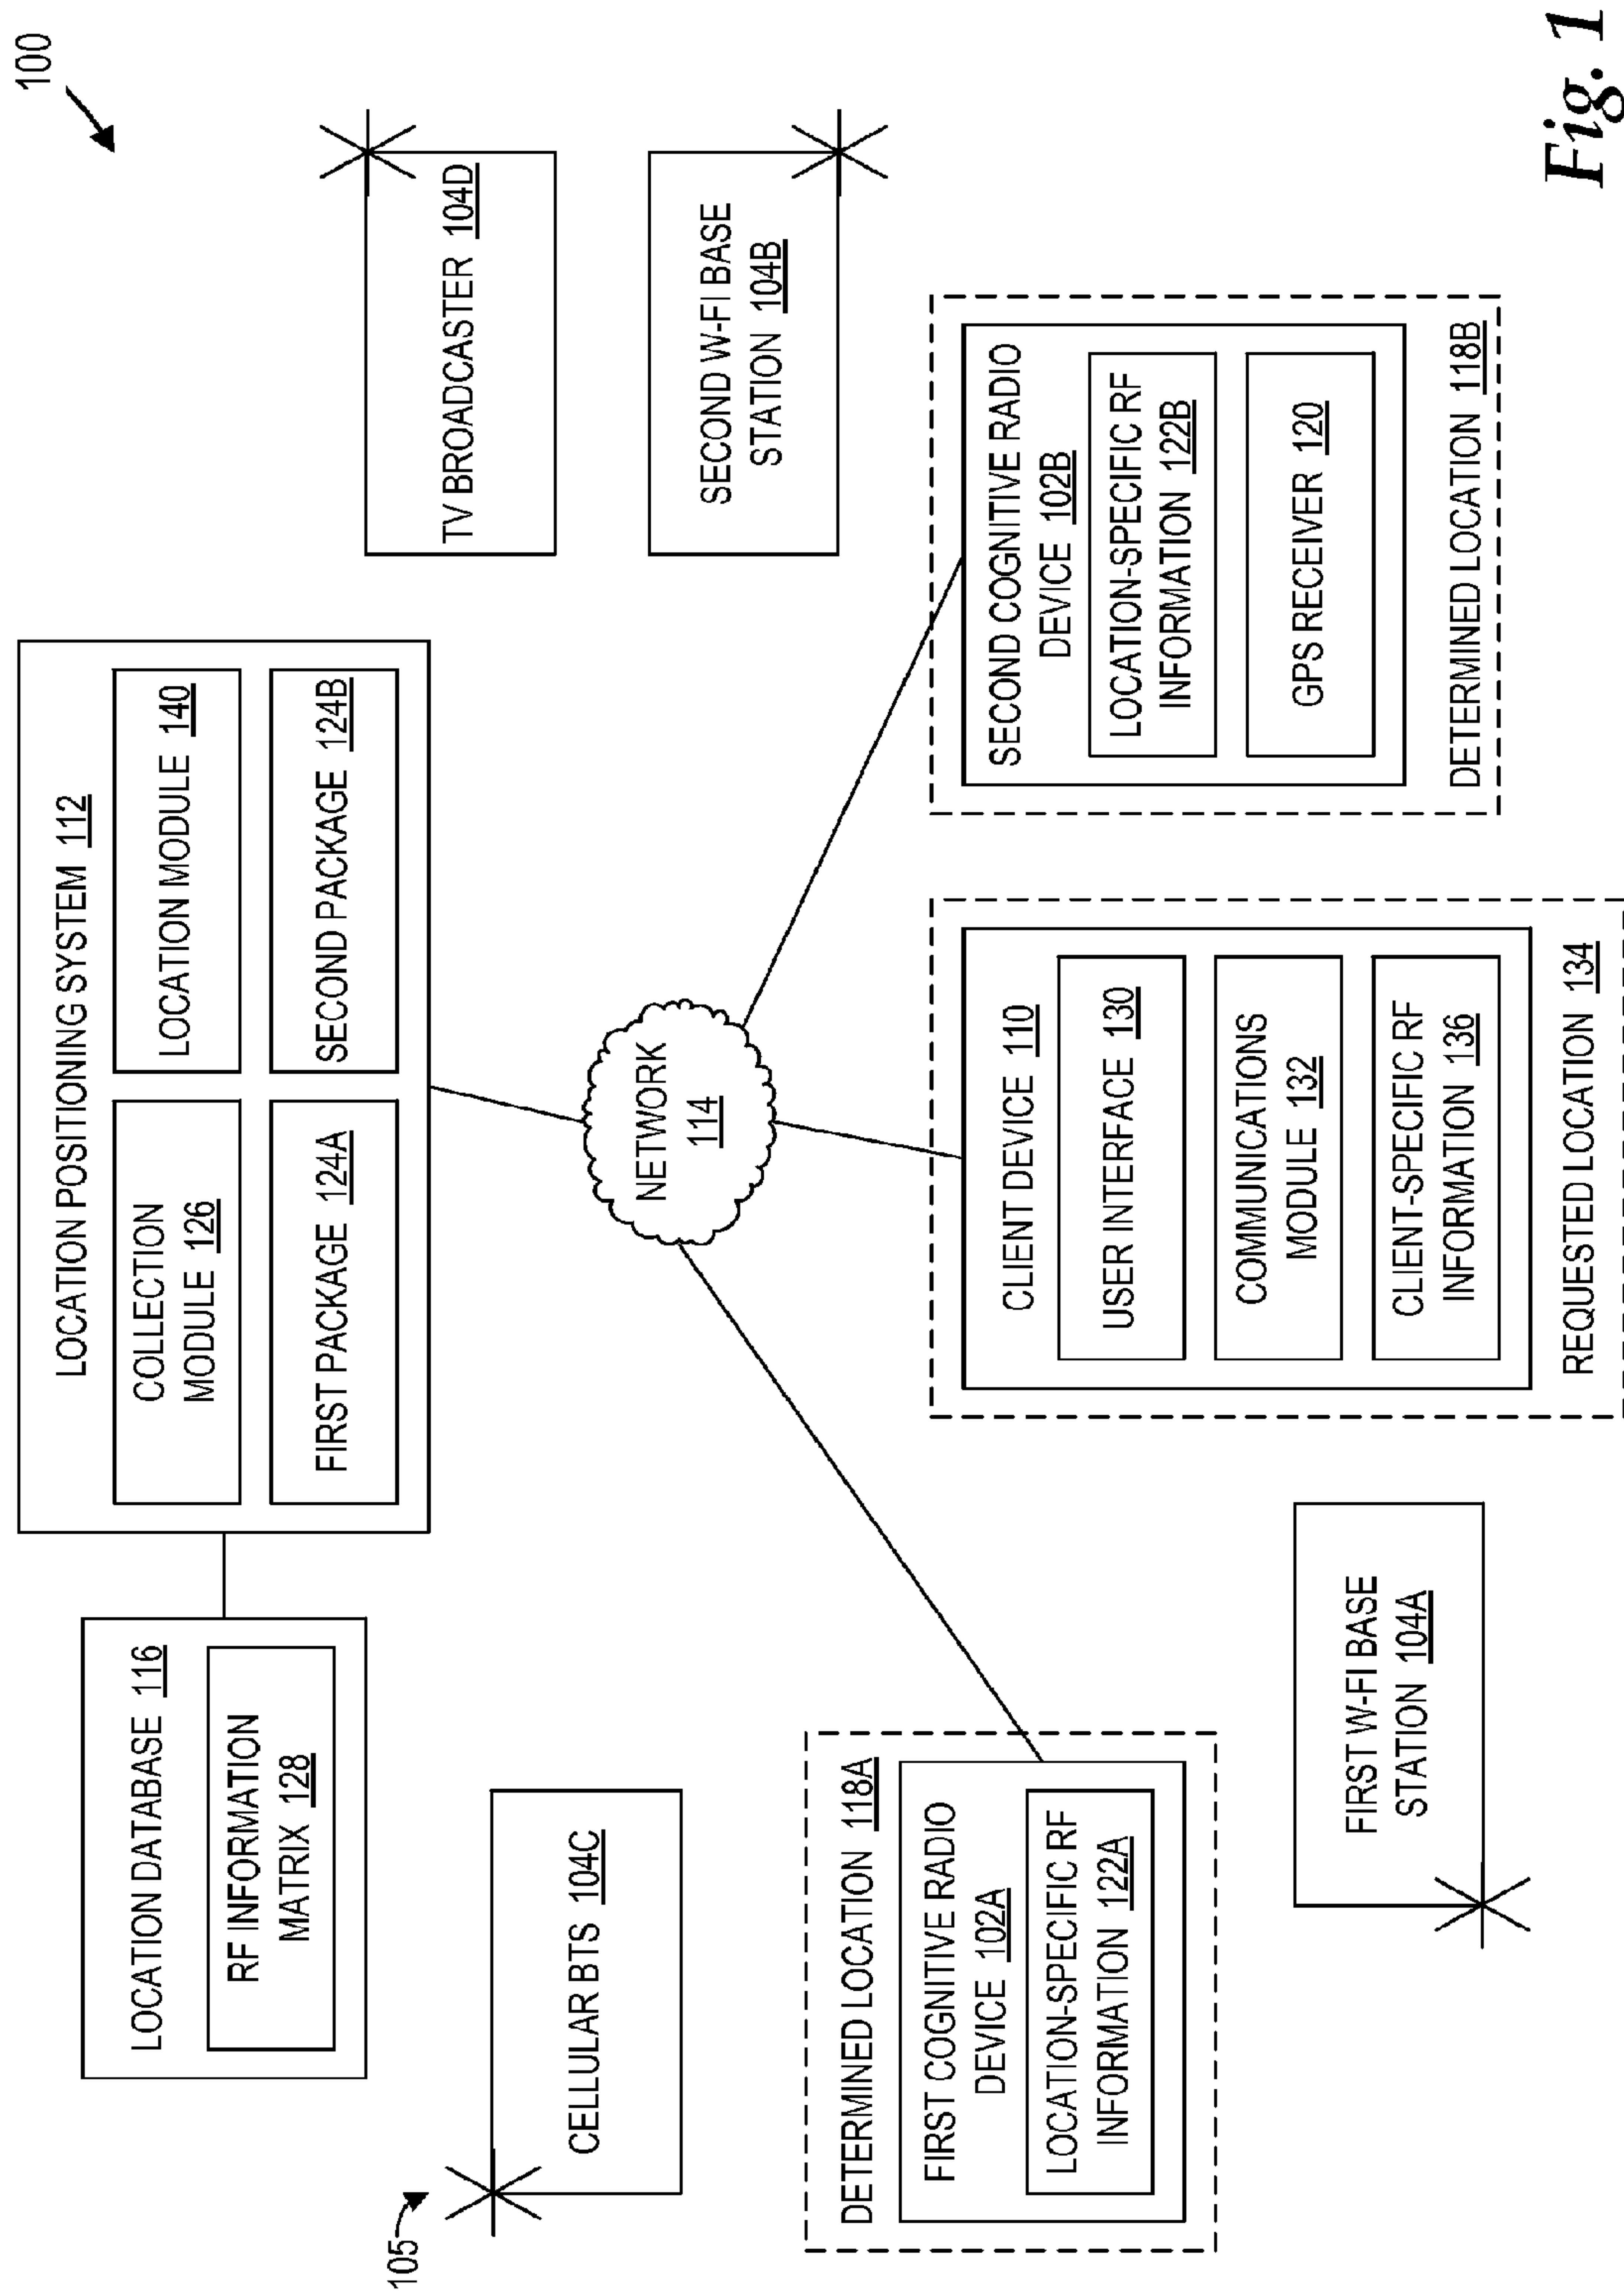 100
LOCATION POSITIONING SYSTEM 112
COLLECTION
MODULE 126
LOCATION MODULE 140
FIRST PACKAGE 124A
SECOND PACKAGE 124B
LOCATION DATABASE 116
RF INFORMATION
MATRIX 128
TV BROADCASTER 104D
105
CELLULAR BTS 104C
SECOND W-FI BASE
STATION 104B
NETWORK
114
DETERMINED LOCATION 118A
FIRST COGNITIVE RADIO
DEVICE 102A
LOCATION-SPECIFIC RF
INFORMATION 122A
CLIENT DEVICE 110
USER INTERFACE 130
COMMUNICATIONS
MODULE 132
CLIENT-SPECIFIC RF
INFORMATION 136
REQUESTED LOCATION 134
SECOND COGNITIVE RADIO
DEVICE 102B
LOCATION-SPECIFIC RF
INFORMATION 122B
GPS RECEIVER 120
DETERMINED LOCATION 118B
FIRST W-FI BASE
STATION 104A
Fig. 1